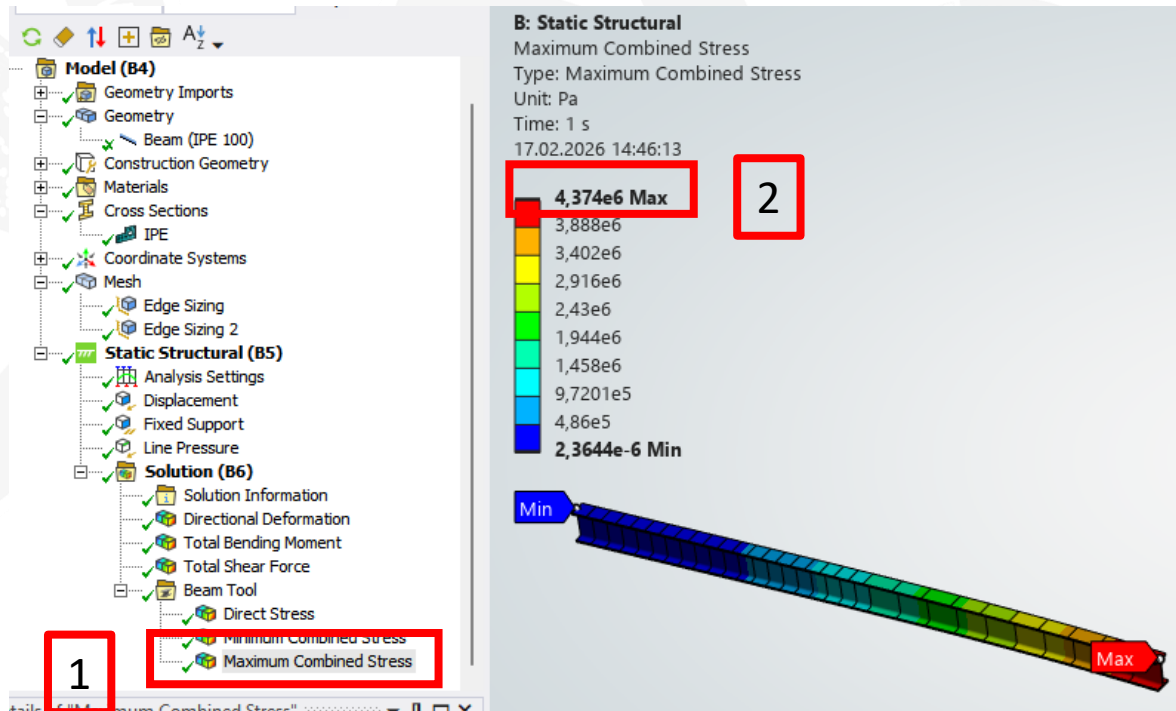 Model (B4)
Geometry Imports
Geometry
Beam (IPE 100)
Construction Geometry
Materials
Cross Sections
IPE
Coordinate Systems
Mesh
Edge Sizing
Edge Sizing 2
Static Structural (B5)
Analysis Settings
Displacement
Fixed Support
Line Pressure
Solution (B6)
Solution Information
Directional Deformation
Total Bending Moment
Total Shear Force
Beam Tool
Direct Stress
Minimum Combined Stress
Maximum Combined Stress
1
B: Static Structural
Maximum Combined Stress
Type: Maximum Combined Stress
Unit: Pa
Time: 1 s
17.02.2026 14:46:13
4,374e6 Max
2
3,888e6
3,402e6
2,916e6
2,43e6
1,944e6
1,458e6
9,7201e5
4,86e5
2,3644e-6 Min
Min
Max